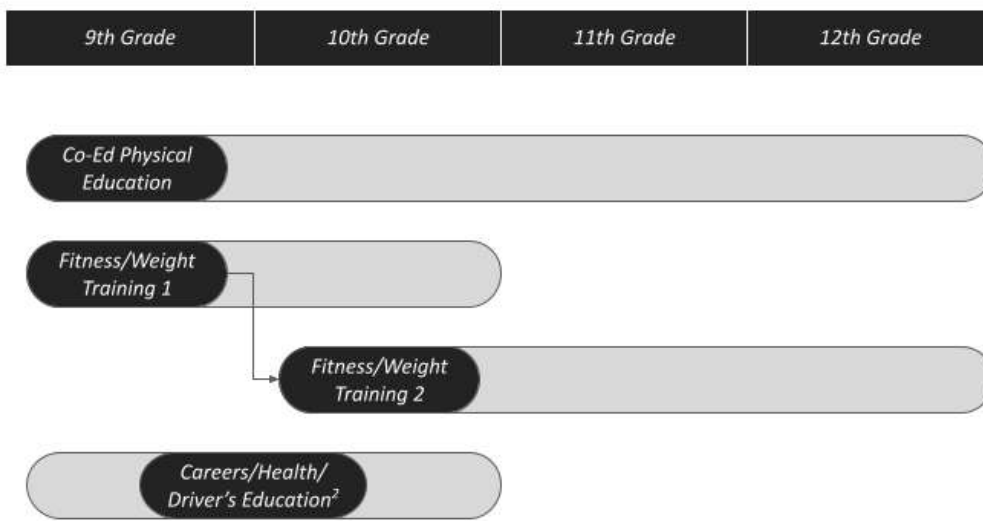 9th Grade
10th Grade
11th Grade
12th Grade
Co-Ed Physical
Education
Fitness/Weight
Training 1
Fitness/Weight
Training 2
Careers/Health/
Driver’s Education²